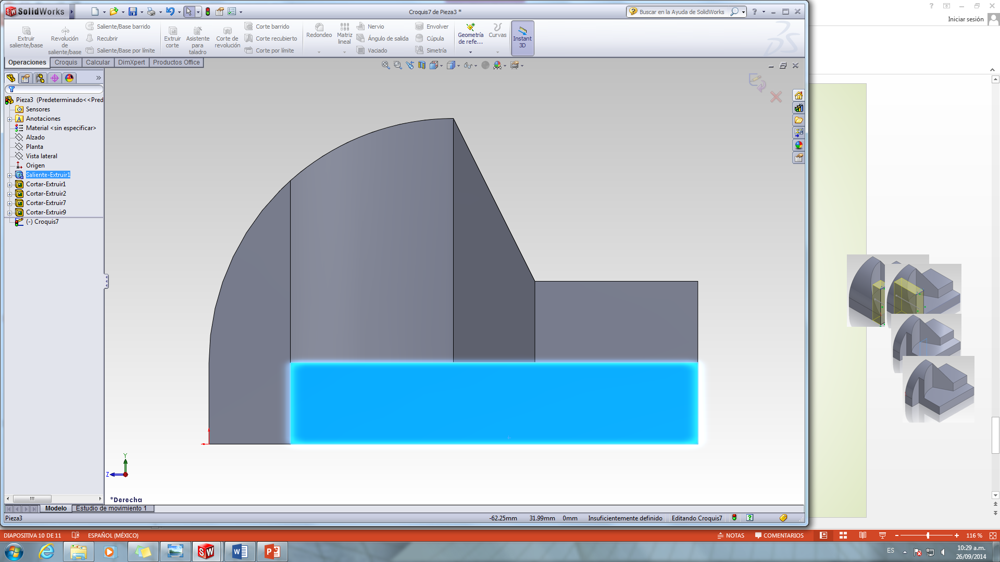 SolidWorks
Croquis7 de Pieza3 *
Buscar en la Ayuda de SolidWorks
Iniciar sesión
Extruir saliente/base
Revolución de saliente/base
Saliente/Base barrido
Recubrir
Saliente/Base por límite
Extruir corte
Asistente para taladro
Corte de revolución
Corte barrido
Corte recubierto
Corte por límite
Redondeo
Matriz lineal
Nervio
Ángulo de salida
Vaciado
Envolver
Cúpula
Simetría
Geometría de refe...
Curvas
Instant 3D
Operaciones
Croquis
Calcular
DimXpert
Productos Office
Pieza3 (Predeterminado<<Pred
Sensores
Anotaciones
Material <sin especificar>
Alzado
Planta
Vista lateral
Origen
Saliente-Extruir1
Cortar-Extruir1
Cortar-Extruir2
Cortar-Extruir7
Cortar-Extruir9
(-) Croquis7
Y
Z
*Derecha
Modelo
Estudio de movimiento 1
Pieza3
-62.25mm
31.99mm
0mm
Insuficientemente definido
Editando Croquis7
DIAPOSITIVA 10 DE 11
ESPAÑOL (MÉXICO)
NOTAS
COMENTARIOS
116 %
ES
10:29 a.m.
26/09/2014